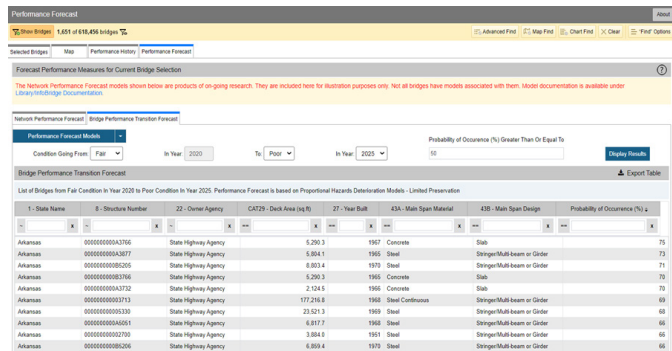 Performance Forecast
About
Show Bridges 1,651 of 618,456 bridges
Advanced Find Map Find Chart Find Clear "Find" Options
Selected Bridges Map Performance History Performance Forecast
Forecast Performance Measures for Current Bridge Selection
The Network Performance Forecast models shown below are products of on-going research. They are included here for illustration purposes only. Not all bridges have models associated with them. Model documentation is available under
Library/InfoBridge Documentation.
Network Performance Forecast Bridge Performance Transition Forecast
Performance Forecast Models
Probability of Occurence (%) Greater Than Or Equal To
Condition Going From: Fair In Year 2020 To: Poor In Year 2025 50 Display Results
Bridge Performance Transition Forecast Export Table
List of Bridges from Fair Condition In Year 2020 to Poor Condition In Year 2025. Performance Forecast is based on Proportional Hazards Deterioration Models - Limited Preservation
1 - State Name 8 - Structure Number 22 - Owner Agency CAT29 - Deck Area (sq.ft) 27 - Year Built 43A - Main Span Material 43B - Main Span Design Probability of Occurrence (%)
~ x ~ x ~ x == x == x == x == x == x
Arkansas 0000000000A3766 State Highway Agency 5,290.3 1967 Concrete Slab 75
Arkansas 0000000000A3877 State Highway Agency 5,804.1 1965 Steel Stringer/Multi-beam or Girder 73
Arkansas 0000000000B5205 State Highway Agency 8,803.4 1970 Steel Stringer/Multi-beam or Girder 71
Arkansas 0000000000B3766 State Highway Agency 5,290.3 1965 Concrete Slab 70
Arkansas 0000000000A3732 State Highway Agency 2,124.5 1966 Concrete Slab 70
Arkansas 000000000003713 State Highway Agency 177,216.8 1968 Steel Continuous Stringer/Multi-beam or Girder 69
Arkansas 000000000005330 State Highway Agency 23,521.3 1969 Steel Stringer/Multi-beam or Girder 68
Arkansas 0000000000A5051 State Highway Agency 6,817.7 1968 Steel Stringer/Multi-beam or Girder 66
Arkansas 000000000002700 State Highway Agency 3,884.0 1951 Steel Stringer/Multi-beam or Girder 66
Arkansas 0000000000B5206 State Highway Agency 6,859.4 1970 Steel Stringer/Multi-beam or Girder 66